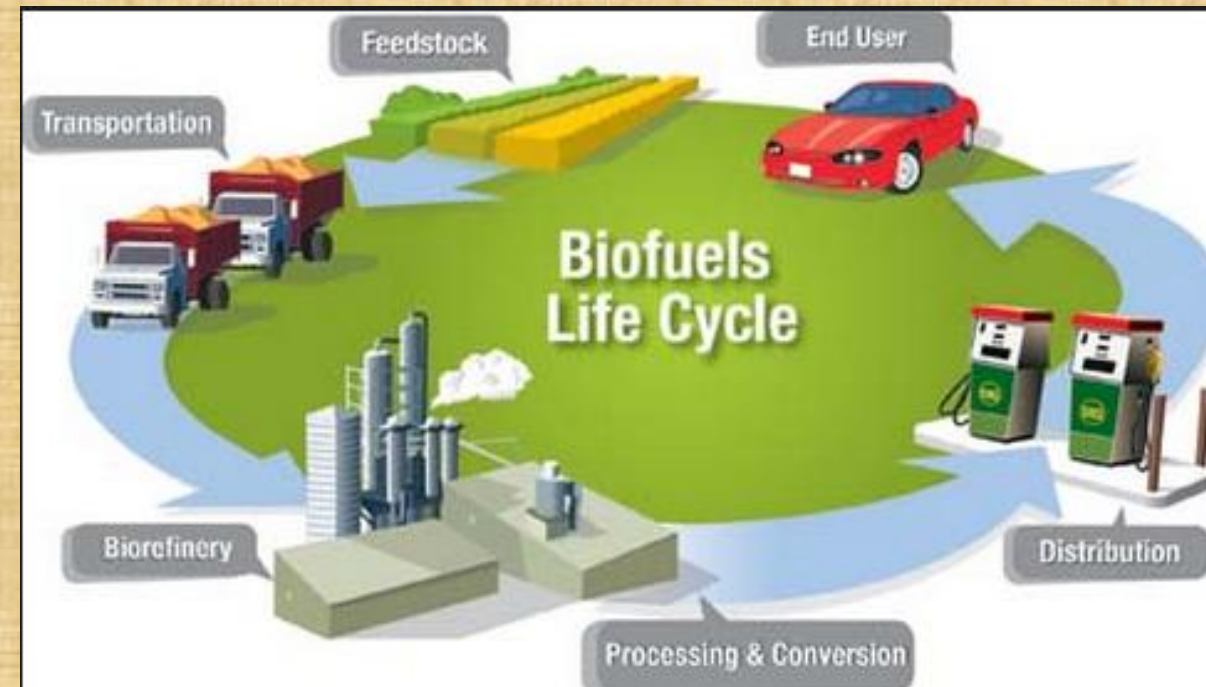 Feedstock
End User
Transportation
Biofuels
Life Cycle
Biorefinery
Distribution
Processing & Conversion